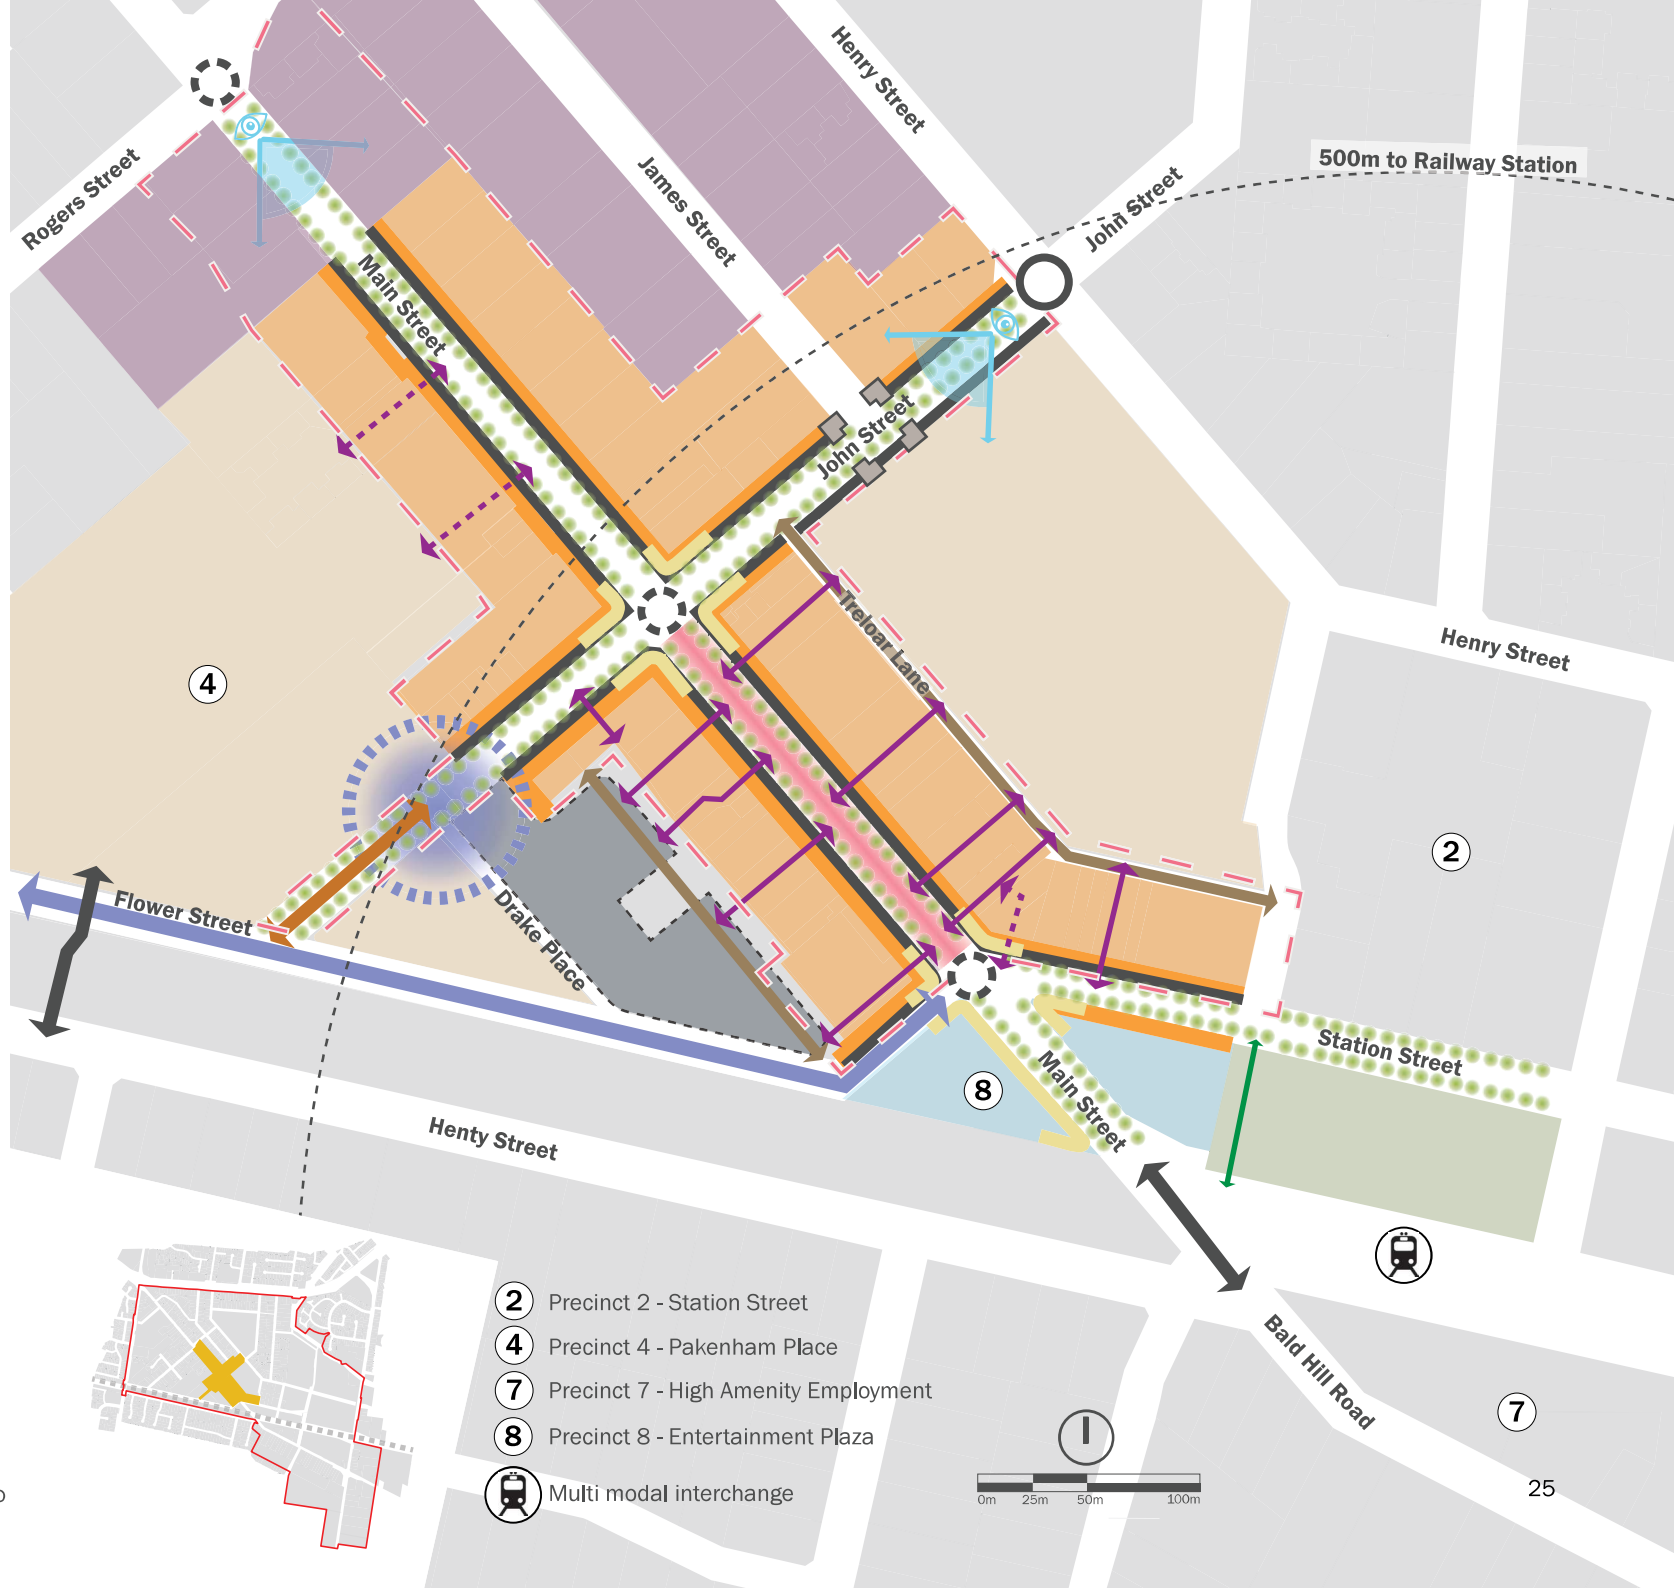 Henry Street
Rogers Street
James Street
John Street
500m to Railway Station
Main Street
John Street
Treloar Lane
Henry Street
4
2
Flower Street
Drake Place
Station Street
Main Street
8
Henty Street
Bald Hill Road
7
2 Precinct 2 - Station Street
4 Precinct 4 - Pakenham Place
7 Precinct 7 - High Amenity Employment
8 Precinct 8 - Entertainment Plaza
Multi modal interchange
0m 25m 50m 100m
25